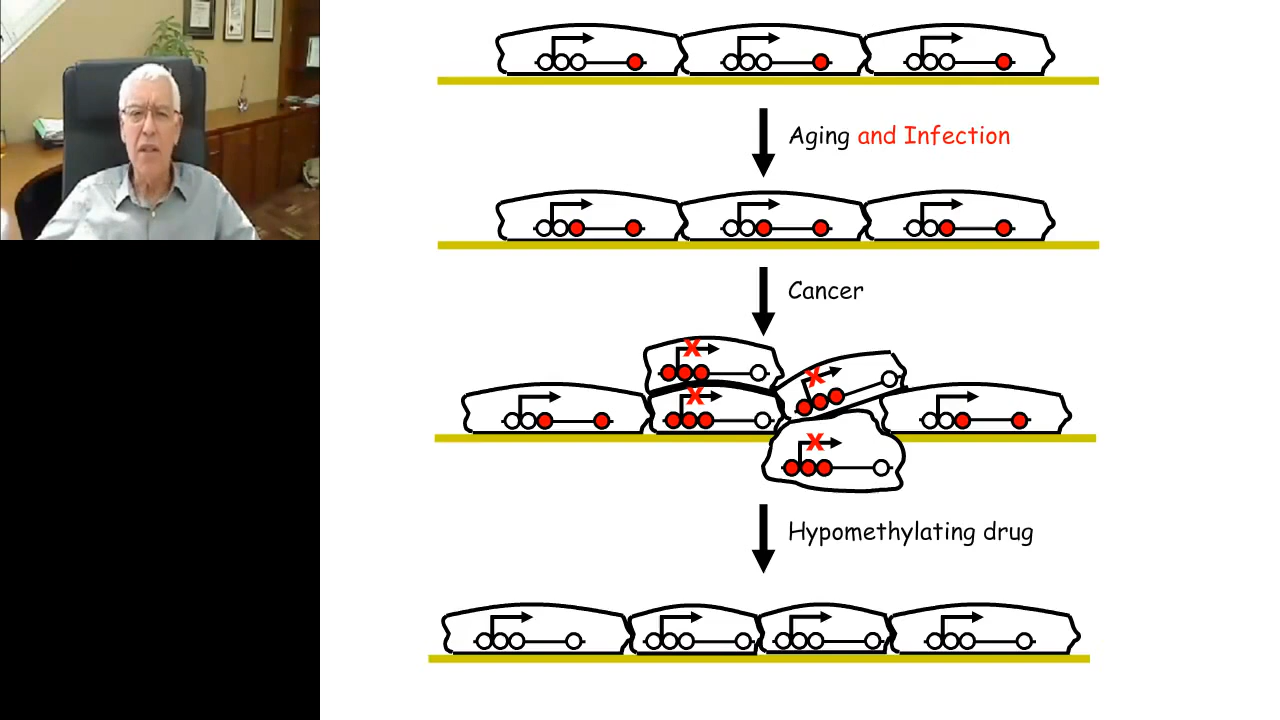 Aging and Infection
Cancer
X
X
X
X
Hypomethylating drug